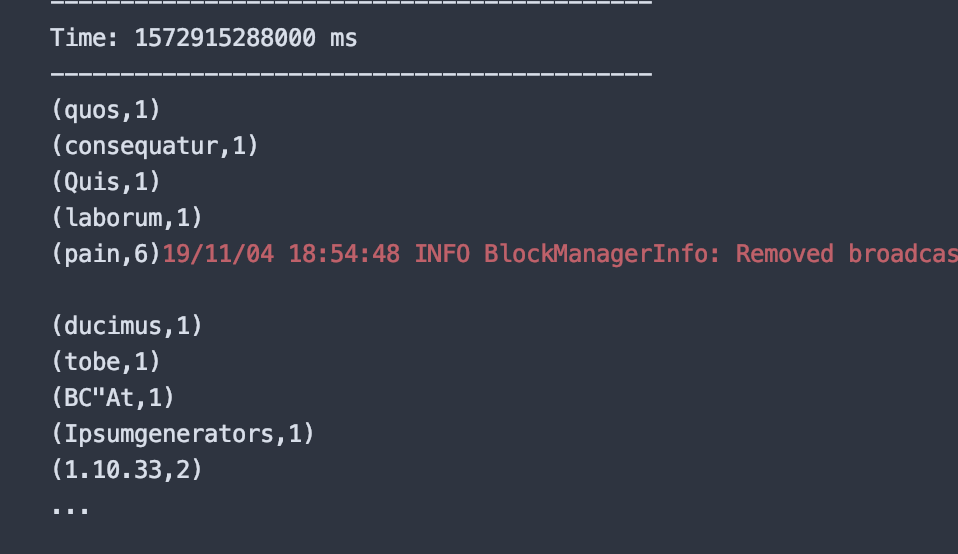 -------------------------------------------
Time: 1572915288000 ms
-------------------------------------------
(quos,1)
(consequatur,1)
(Quis,1)
(laborum,1)
(pain,6)19/11/04 18:54:48 INFO BlockManagerInfo: Removed broadcas
(ducimus,1)
(tobe,1)
(BC"At,1)
(Ipsumgenerators,1)
(1.10.33,2)
...